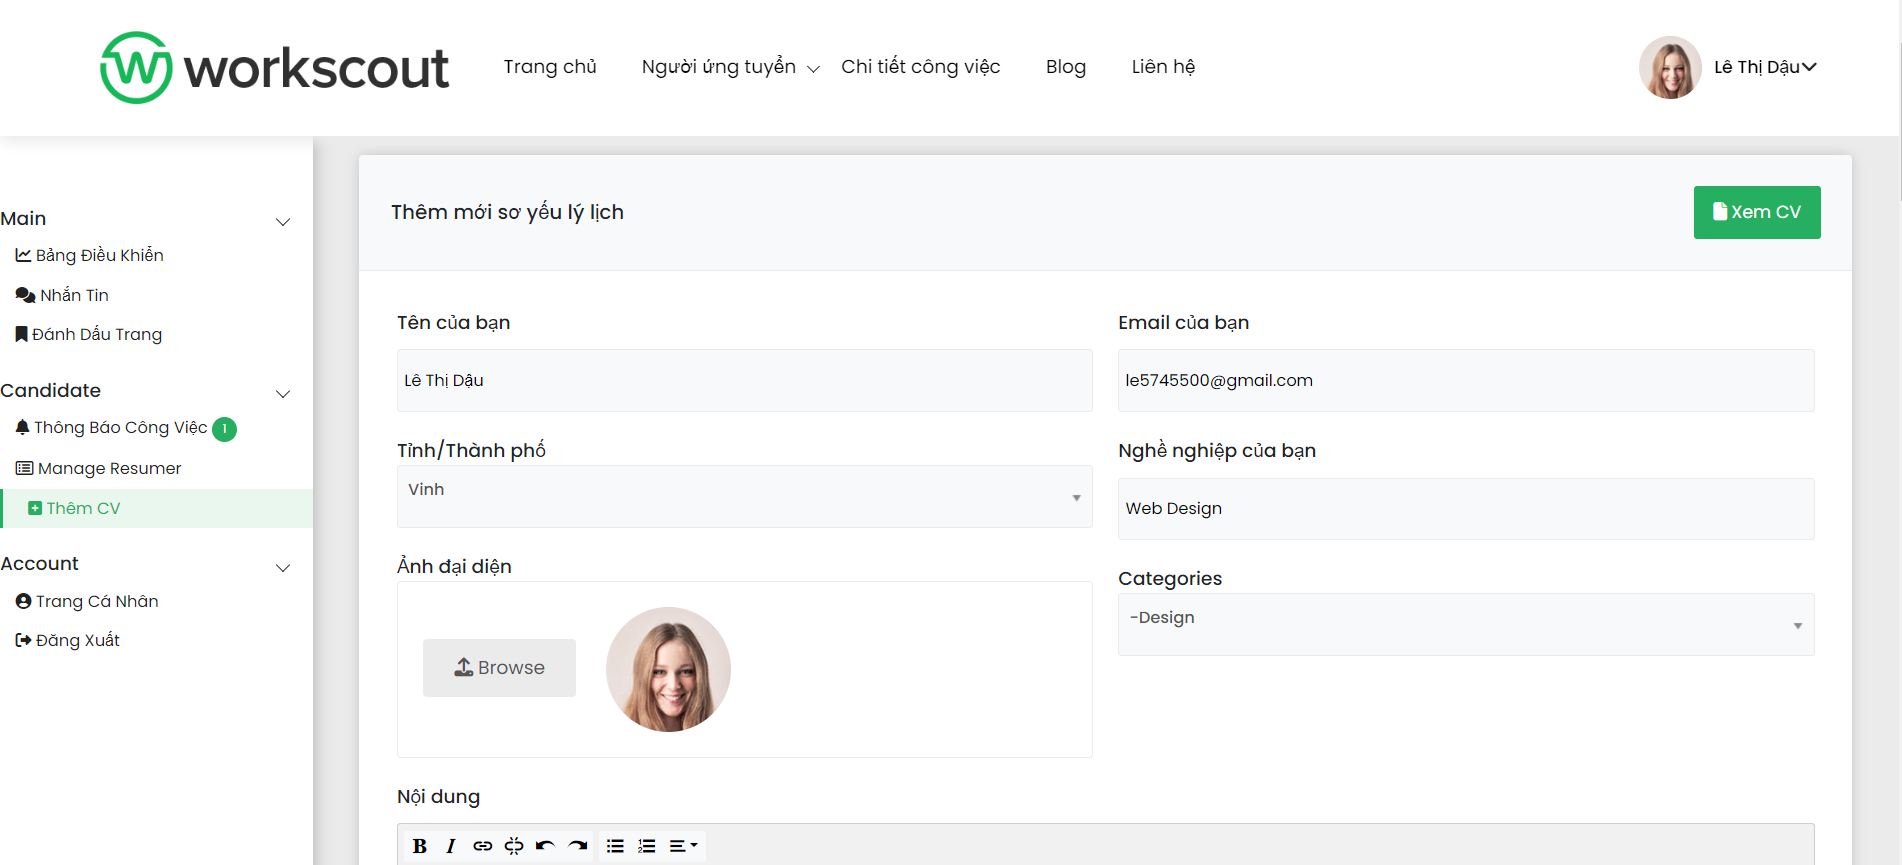 workscout
Trang chủ
Người ứng tuyển
Chi tiết công việc
Blog
Liên hệ
Lê Thị Dậu
Main
Bảng Điều Khiển
Nhắn Tin
Đánh Dấu Trang
Candidate
Thông Báo Công Việc 1
Manage Resumer
Thêm CV
Account
Trang Cá Nhân
Đăng Xuất
Thêm mới sơ yếu lý lịch
Xem CV
Tên của bạn
Lê Thị Dậu
Email của bạn
le5745500@gmail.com
Tỉnh/Thành phố
Vinh
Nghề nghiệp của bạn
Web Design
Ảnh đại diện
Browse
Categories
-Design
Nội dung
B I